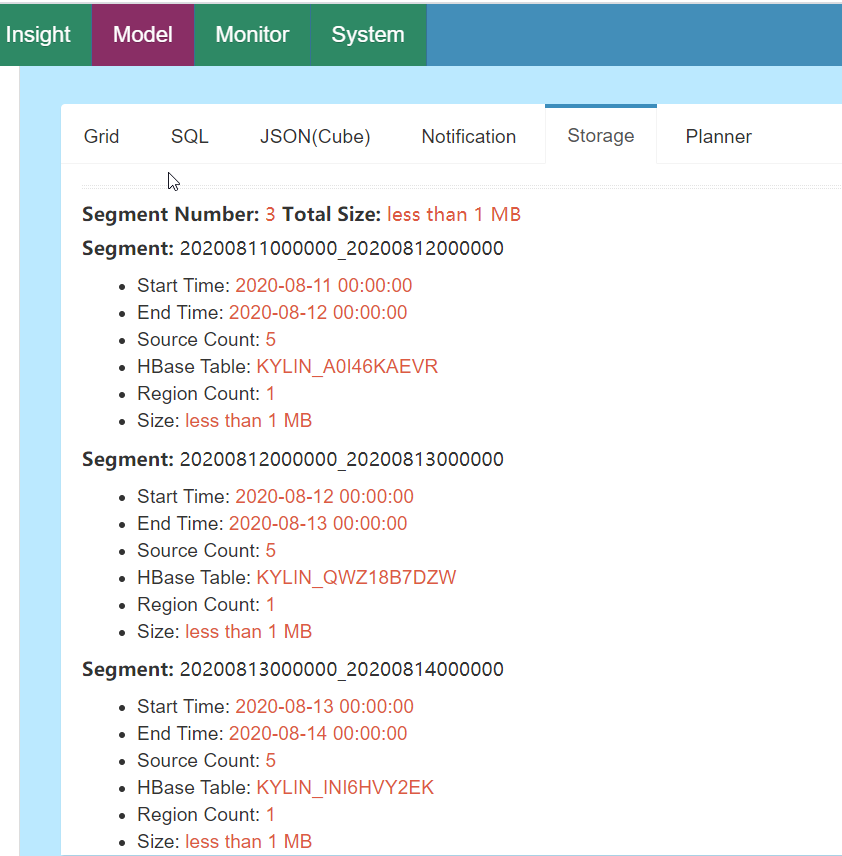 Insight Model Monitor System
Grid SQL JSON(Cube) Notification Storage Planner
Segment Number: 3 Total Size: less than 1 MB
Segment: 20200811000000_20200812000000
• Start Time: 2020-08-11 00:00:00
• End Time: 2020-08-12 00:00:00
• Source Count: 5
• HBase Table: KYLIN_A0I46KAEVR
• Region Count: 1
• Size: less than 1 MB
Segment: 20200812000000_20200813000000
• Start Time: 2020-08-12 00:00:00
• End Time: 2020-08-13 00:00:00
• Source Count: 5
• HBase Table: KYLIN_QWZ18B7DZW
• Region Count: 1
• Size: less than 1 MB
Segment: 20200813000000_20200814000000
• Start Time: 2020-08-13 00:00:00
• End Time: 2020-08-14 00:00:00
• Source Count: 5
• HBase Table: KYLIN_INI6HVY2EK
• Region Count: 1
• Size: less than 1 MB